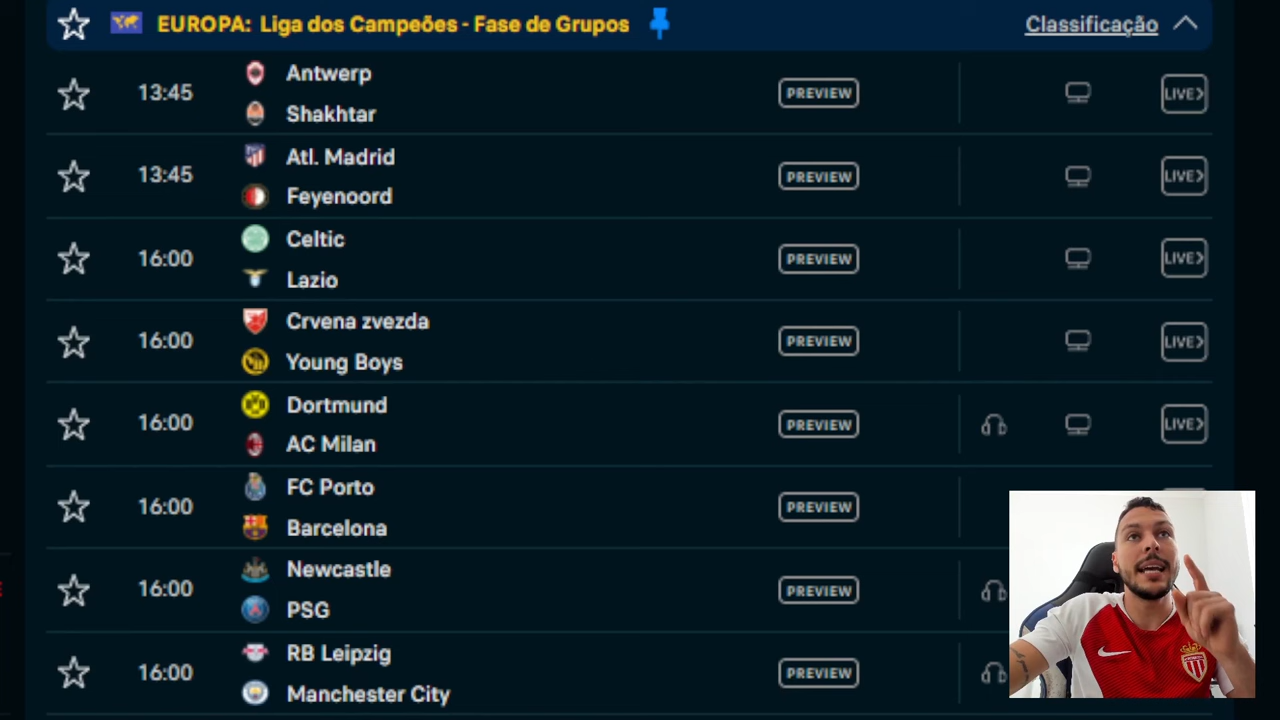 EUROPA: Liga dos Campeões - Fase de Grupos Classificação
Antwerp
13:45 PREVIEW LIVE
Shakhtar
Atl. Madrid
13:45 PREVIEW LIVE
Feyenoord
Celtic
16:00 PREVIEW LIVE
Lazio
Crvena zvezda
16:00 PREVIEW LIVE
Young Boys
Dortmund
16:00 PREVIEW LIVE
AC Milan
FC Porto
16:00 PREVIEW
Barcelona
Newcastle
16:00 PREVIEW
PSG
RB Leipzig
16:00 PREVIEW
Manchester City